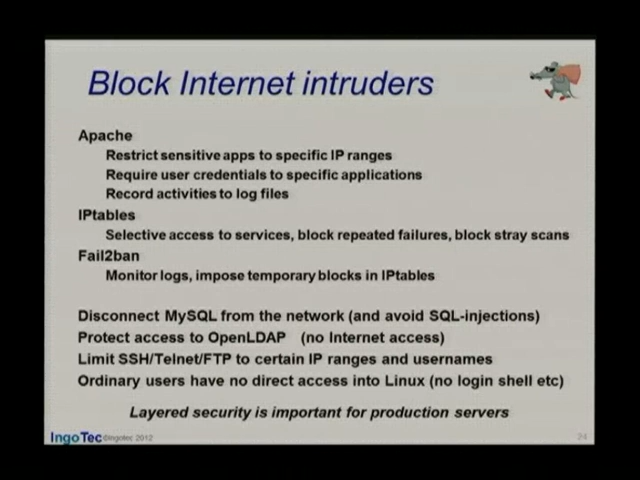 Block Internet intruders
Apache
Restrict sensitive apps to specific IP ranges
Require user credentials to specific applications
Record activities to log files
IPtables
Selective access to services, block repeated failures, block stray scans
Fail2ban
Monitor logs, impose temporary blocks in IPtables
Disconnect MySQL from the network (and avoid SQL-injections)
Protect access to OpenLDAP (no Internet access)
Limit SSH/Telnet/FTP to certain IP ranges and usernames
Ordinary users have no direct access into Linux (no login shell etc)
Layered security is important for production servers
IngoTec ©Ingotec 2012
24